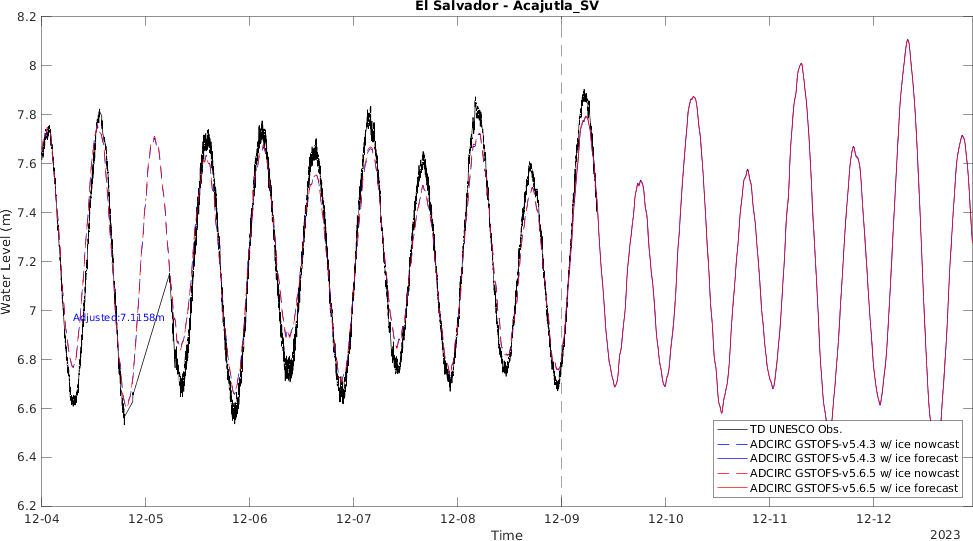 El Salvador - Acajutla_SV
8.2
8
7.8
7.6
7.4
7.2
7
6.8
6.6
6.4
6.2
Water Level (m)
Adjusted:7.1158m
TD UNESCO Obs.
ADCIRC GSTOFS-v5.4.3 w/ ice nowcast
ADCIRC GSTOFS-v5.4.3 w/ ice forecast
ADCIRC GSTOFS-v5.6.5 w/ ice nowcast
ADCIRC GSTOFS-v5.6.5 w/ ice forecast
12-04 12-05 12-06 12-07 12-08 12-09 12-10 12-11 12-12
Time
2023